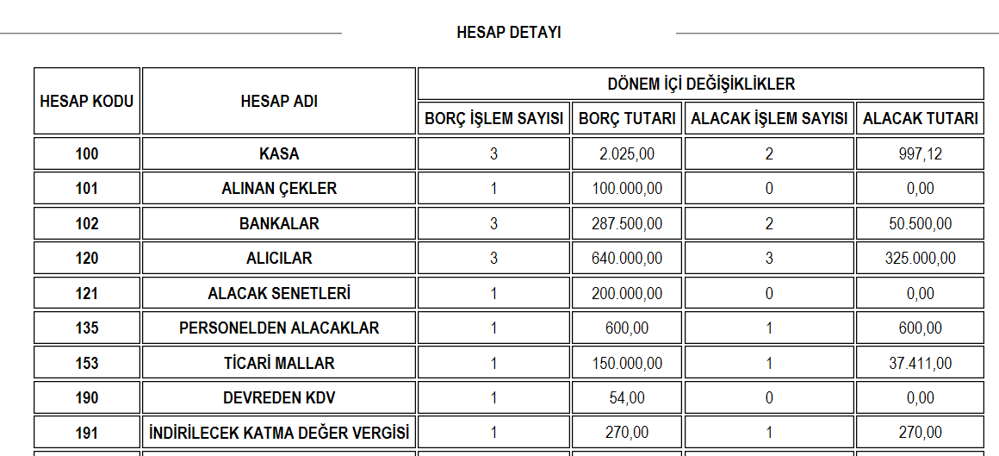 HESAP DETAYI
HESAP KODU HESAP ADI DÖNEM İÇİ DEĞİŞİKLİKLER
BORÇ İŞLEM SAYISI BORÇ TUTARI ALACAK İŞLEM SAYISI ALACAK TUTARI
100 KASA 3 2.025,00 2 997,12
101 ALINAN ÇEKLER 1 100.000,00 0 0,00
102 BANKALAR 3 287.500,00 2 50.500,00
120 ALICILAR 3 640.000,00 3 325.000,00
121 ALACAK SENETLERİ 1 200.000,00 0 0,00
135 PERSONELDEN ALACAKLAR 1 600,00 1 600,00
153 TİCARİ MALLAR 1 150.000,00 1 37.411,00
190 DEVREDEN KDV 1 54,00 0 0,00
191 İNDİRİLECEK KATMA DEĞER VERGİSİ 1 270,00 1 270,00